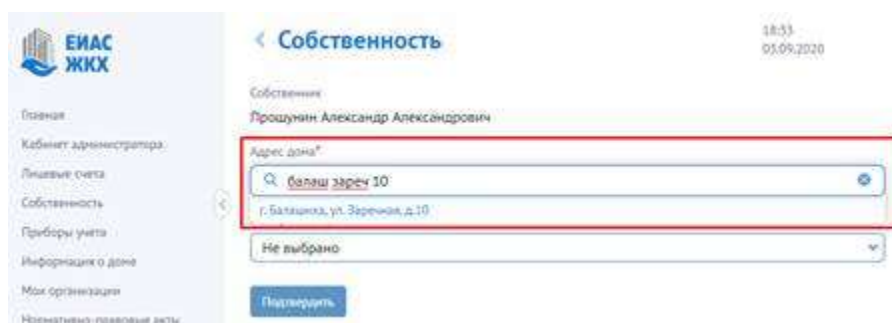 ЕИАС
ЖКХ
Главная
Кабинет администратора
Лицевые счета
Собственность
Приборы учета
Информация о доме
Мои организации
Нормативно-правовые акты
Собственность
18:33
03.09.2020
Собственник
Прошунин Александр Александрович
Адрес дома*
балаш зареч 10
г. Балашиха, ул. Заречная, д.10
Не выбрано
Подтвердить